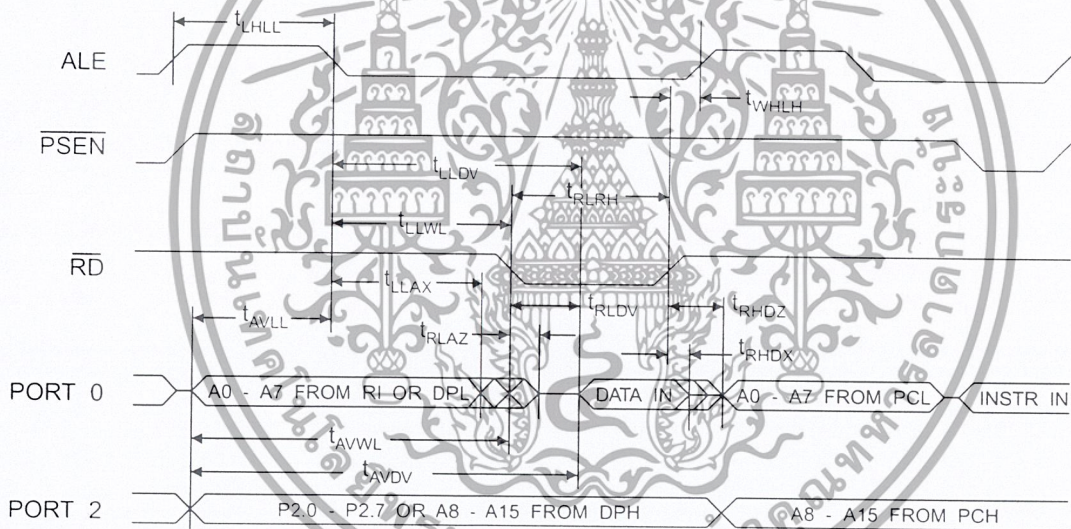 tLHLL
ALE
tWHLH
PSEN
tLLDV
tRLRH
tLLWL
RD
tLLAX
tRLDV
tRHDZ
tAVLL
tRLAZ
tRHDX
PORT 0
A0 - A7 FROM RI OR DPL
DATA IN
A0 - A7 FROM PCL
INSTR IN
tAVWL
tAVDV
PORT 2
P2.0 - P2.7 OR A8 - A15 FROM DPH
A8 - A15 FROM PCH